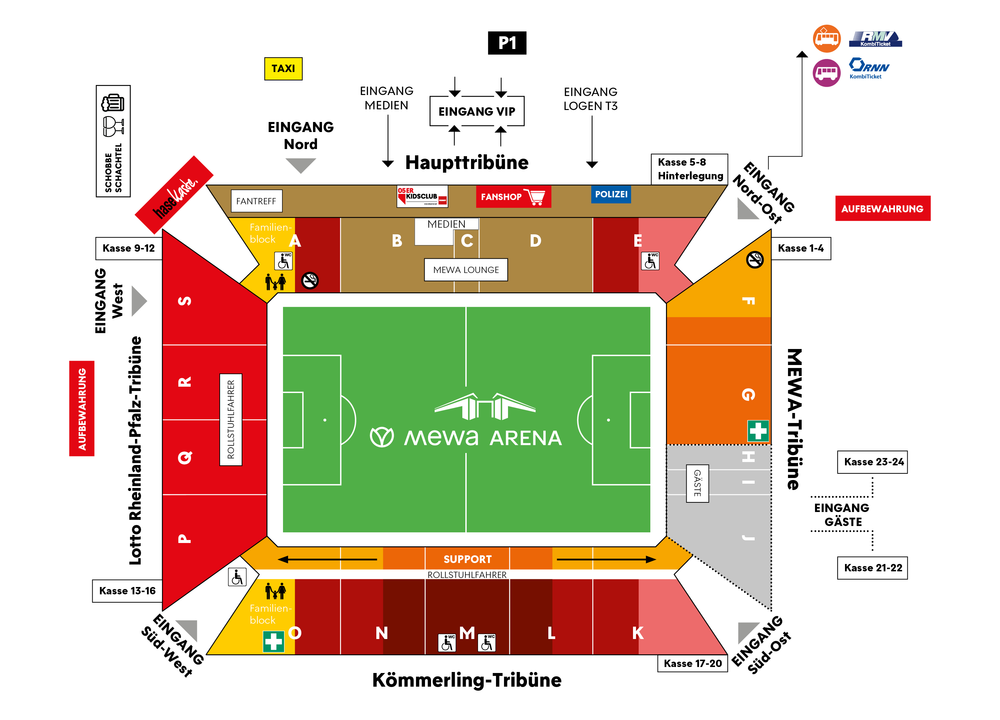 P1
RMV
KombiTicket
RNN
KombiTicket
TAXI
EINGANG
MEDIEN
EINGANG VIP
EINGANG
LOGEN T3
EINGANG
Nord
Haupttribüne
Kasse 5-8
Hinterlegung
EINGANG
Nord-Ost
SCHOBBE
SCHACHTEL
haseKaste.
FANTREFF
05ER
KIDSCLUB
FANSHOP
POLIZEI
AUFBEWAHRUNG
Familien-
block
A
B
MEDIEN
C
D
E
WC
WC
MEWA LOUNGE
Kasse 9-12
Kasse 1-4
EINGANG
West
S
R
Q
P
ROLLSTUHLFAHRER
Lotto Rheinland-Pfalz-Tribüne
AUFBEWAHRUNG
mewa ARENA
F
G
H
I
J
GÄSTE
MEWA-Tribüne
Kasse 23-24
EINGANG
GÄSTE
Kasse 21-22
SUPPORT
ROLLSTUHLFAHRER
Kasse 13-16
Familien-
block
O
N
M
L
K
WC
WC
EINGANG
Süd-West
Kasse 17-20
EINGANG
Süd-Ost
Kömmerling-Tribüne